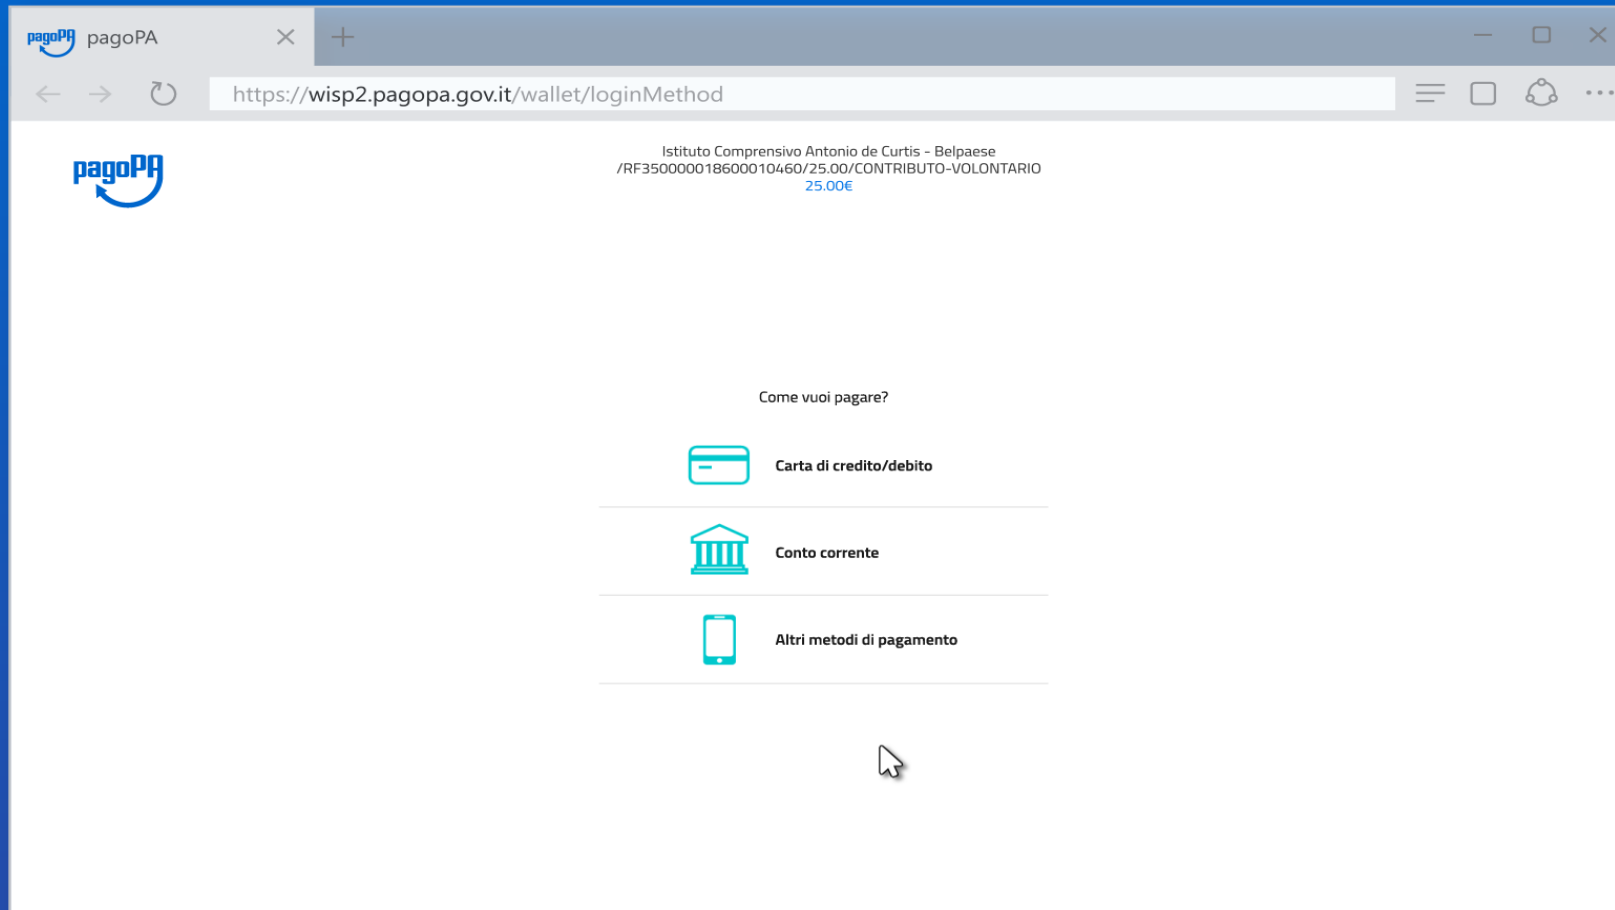 pagoPA pagoPA
https://wisp2.pagopa.gov.it/wallet/loginMethod
pagoPA
Istituto Comprensivo Antonio de Curtis - Belpaese
/RF350000018600010460/25.00/CONTRIBUTO-VOLONTARIO
25.00€
Come vuoi pagare?
Carta di credito/debito
Conto corrente
Altri metodi di pagamento